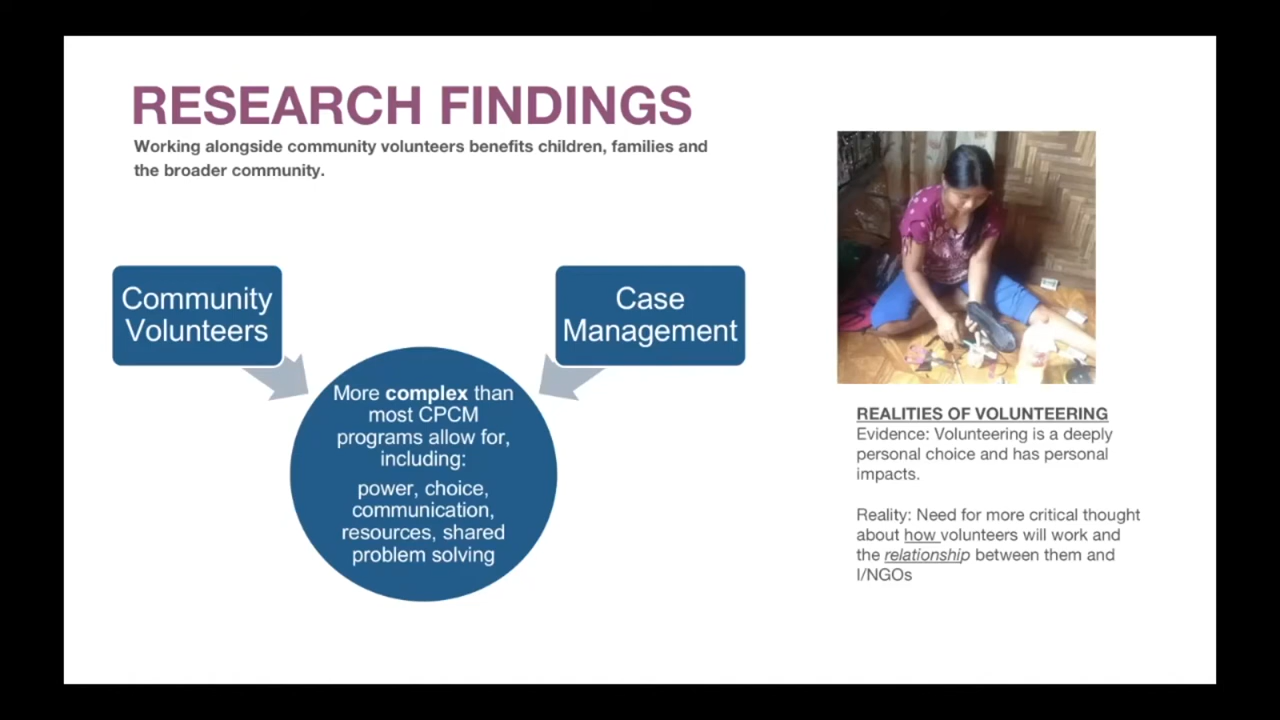 RESEARCH FINDINGS
Working alongside community volunteers benefits children, families and
the broader community.
Community
Volunteers
Case
Management
More complex than
most CPCM
programs allow for,
including:
power, choice,
communication,
resources, shared
problem solving
REALITIES OF VOLUNTEERING
Evidence: Volunteering is a deeply
personal choice and has personal
impacts.
Reality: Need for more critical thought
about how volunteers will work and
the relationship between them and
I/NGOs